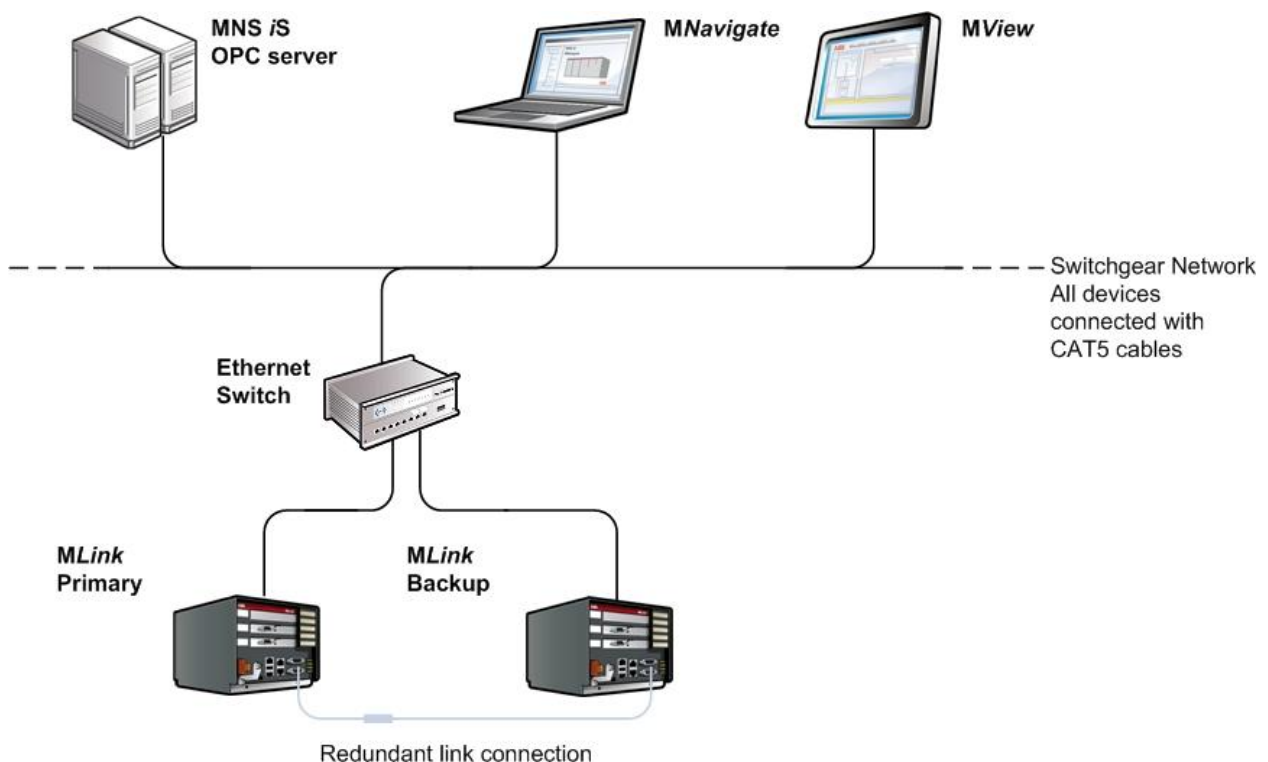 MNS iS
OPC server
MNavigate
MView
Switchgear Network
All devices
connected with
CAT5 cables
Ethernet
Switch
MLink
Primary
MLink
Backup
Redundant link connection